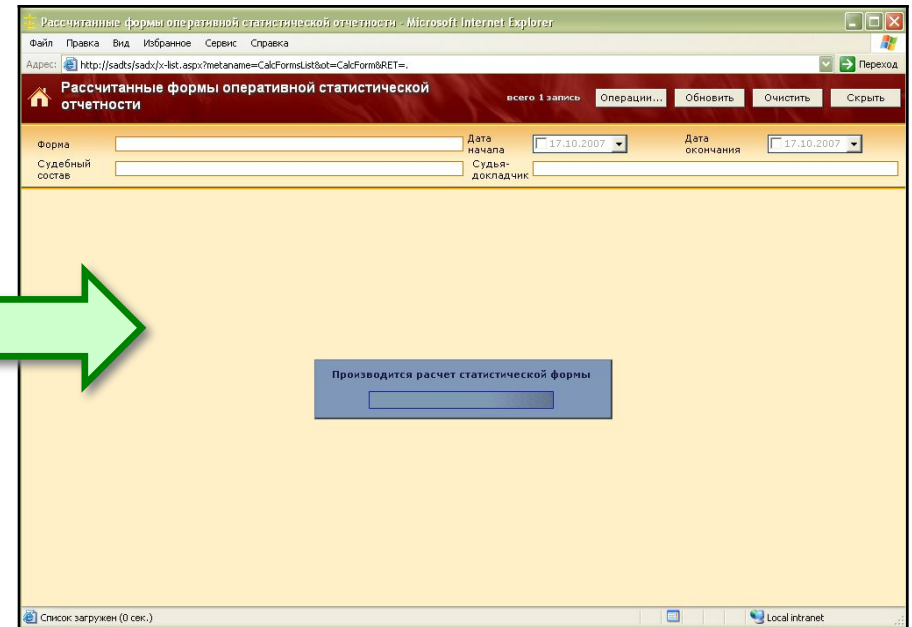 Рассчитанные формы оперативной статистической отчетности - Microsoft Internet Explorer
Файл Правка Вид Избранное Сервис Справка
Адрес: http://sadts/sadx/x-list.aspx?metaname=CalcFormsList&ot=CalcForm&RET=. Переход
Рассчитанные формы оперативной статистической
отчетности
всего 1 запись Операции... Обновить Очистить Скрыть
Форма Дата начала 17.10.2007 Дата окончания 17.10.2007
Судебный состав Судья-докладчик
Производится расчет статистической формы
Список загружен (0 сек.) Local intranet